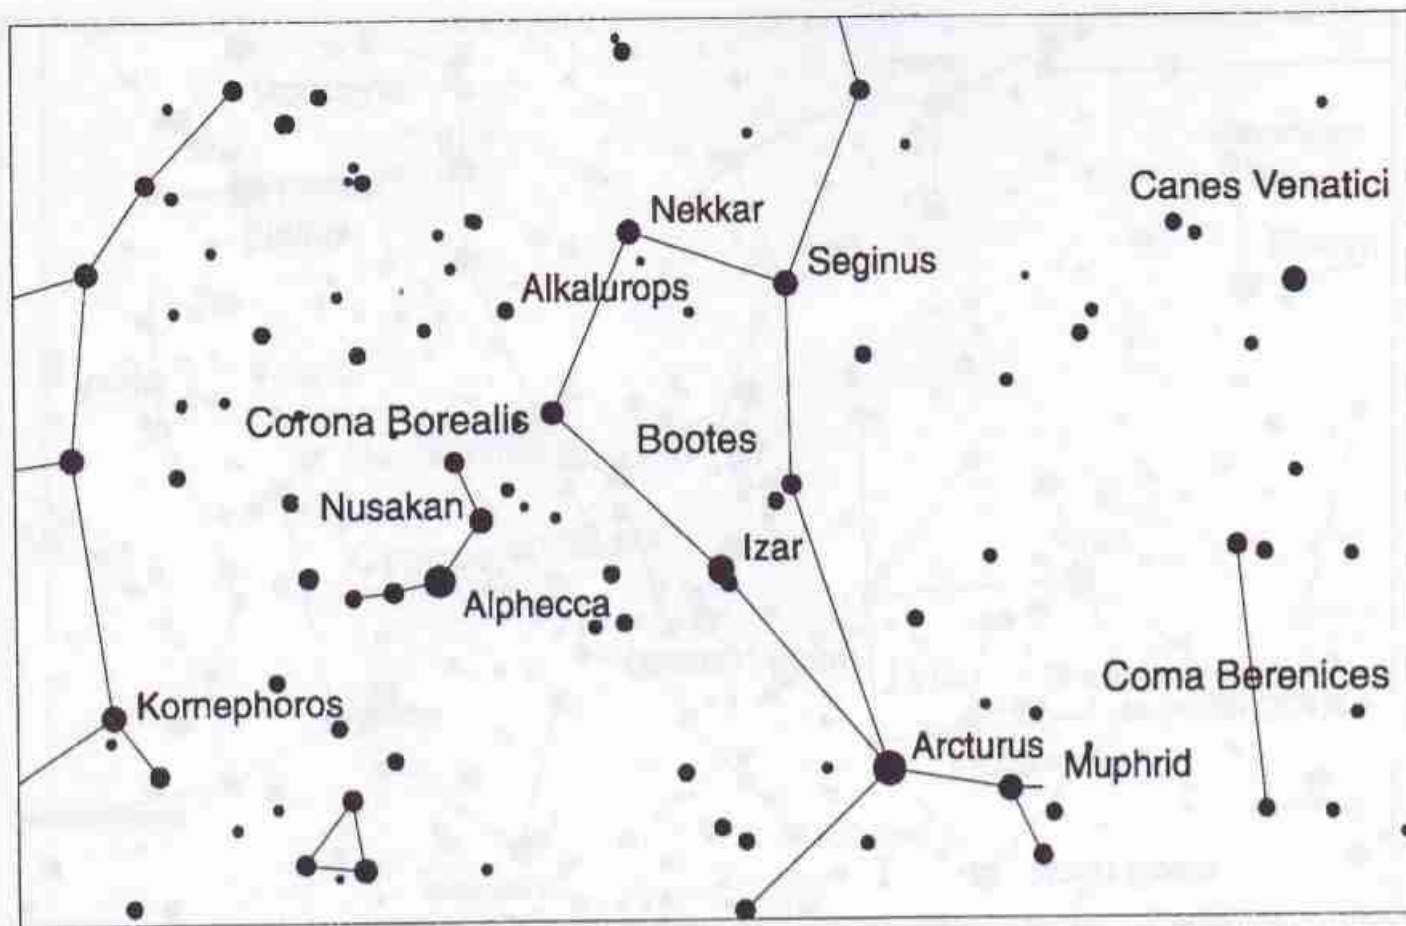 Canes Venatici
Nekkar
Seginus
Alkalurops
Corona Borealis
Bootes
Nusakan
Izar
Alphecca
Coma Berenices
Kornephoros
Arcturus
Muphrid